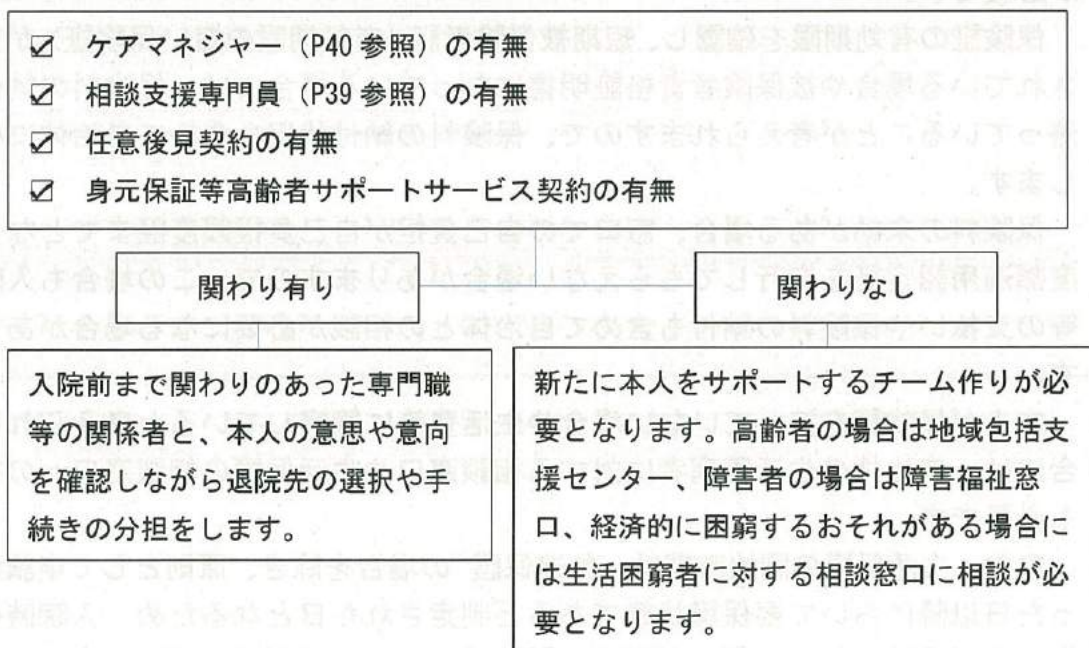 ☑ ケアマネジャー（P40 参照）の有無
☑ 相談支援専門員（P39 参照）の有無
☑ 任意後見契約の有無
☑ 身元保証等高齢者サポートサービス契約の有無
関わり有り
関わりなし
入院前まで関わりのあった専門職
等の関係者と、本人の意思や意向
を確認しながら退院先の選択や手
続きの分担をします。
新たに本人をサポートするチーム作りが必
要となります。高齢者の場合は地域包括支
援センター、障害者の場合は障害福祉窓
口、経済的に困窮するおそれがある場合に
は生活困窮者に対する相談窓口に相談が必
要となります。